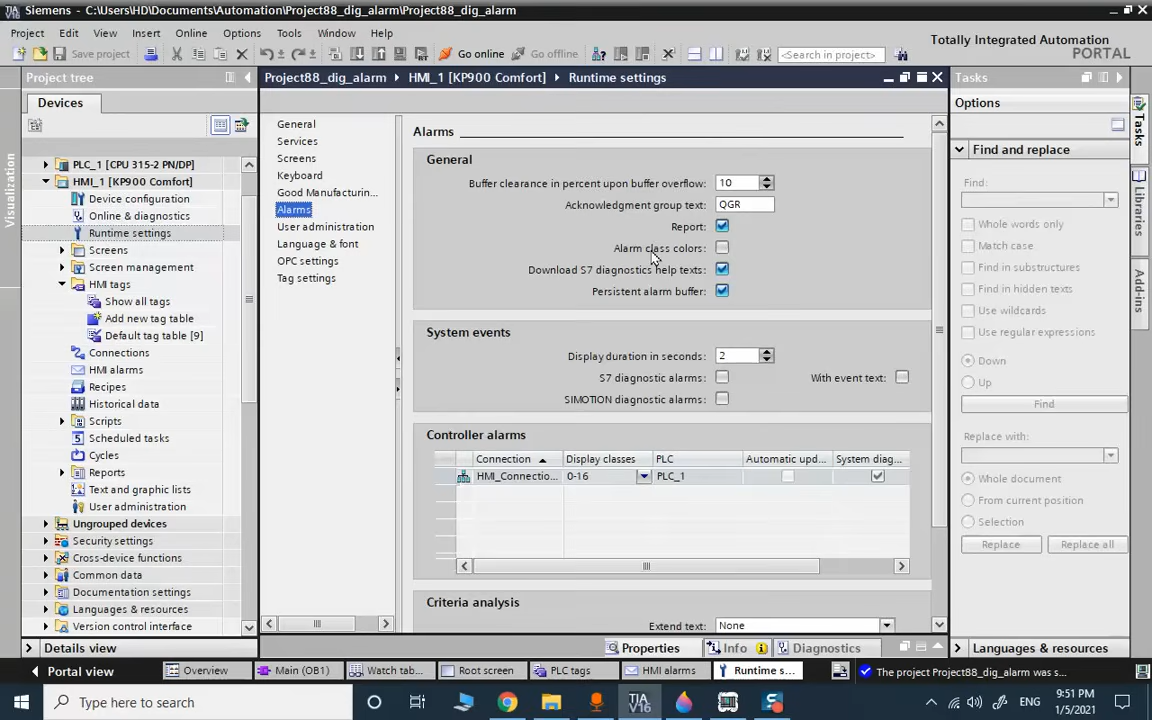 Siemens - C:\Users\HD\Documents\Automation\Project88_dig_alarm\Project88_dig_alarm
Project Edit View Insert Online Options Tools Window Help
Totally Integrated Automation
PORTAL
Save project
Go online
Go offline
<Search in project>
Project tree
Project88_dig_alarm
HMI_1 [KP900 Comfort]
Runtime settings
Tasks
Devices
Visualization
PLC_1 [CPU 315-2 PN/DP]
HMI_1 [KP900 Comfort]
Device configuration
Online & diagnostics
Runtime settings
Screens
Screen management
HMI tags
Show all tags
Add new tag table
Default tag table [9]
Connections
HMI alarms
Recipes
Historical data
Scripts
Scheduled tasks
Cycles
Reports
Text and graphic lists
User administration
Ungrouped devices
Security settings
Cross-device functions
Common data
Documentation settings
Languages & resources
Version control interface
Details view
General
Services
Screens
Keyboard
Good Manufacturin...
Alarms
User administration
Language & font
OPC settings
Tag settings
Alarms
General
Buffer clearance in percent upon buffer overflow: 10
Acknowledgment group text: QGR
Report:
Alarm class colors:
Download S7 diagnostics help texts:
Persistent alarm buffer:
System events
Display duration in seconds: 2
S7 diagnostic alarms: With event text:
SIMOTION diagnostic alarms:
Controller alarms
Connection Display classes PLC Automatic upd... System diag...
HMI_Connectio... 0-16 PLC_1
Criteria analysis
Extend text: None
Properties Info Diagnostics
Options
Find and replace
Find:
Whole words only
Match case
Find in substructures
Find in hidden texts
Use wildcards
Use regular expressions
Down
Up
Find
Replace with:
Whole document
From current position
Selection
Replace Replace all
Languages & resources
Tasks
Libraries
Add-ins
Portal view
Overview
Main (OB1)
Watch tab...
Root screen
PLC tags
HMI alarms
Runtime s...
The project Project88_dig_alarm was s...
Type here to search
TIA
V16
ENG
9:51 PM
1/5/2021